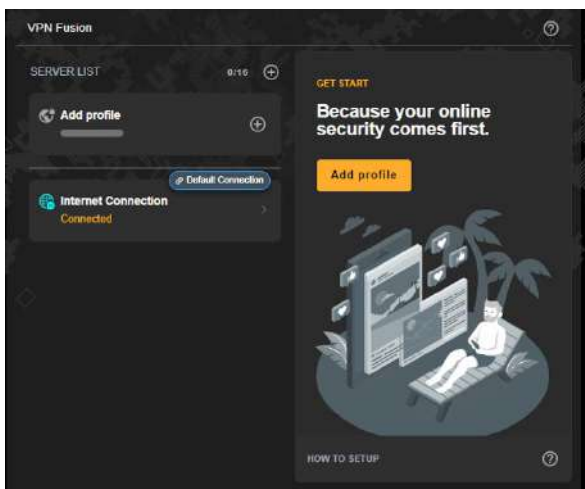 VPN Fusion
SERVER LIST
0/16
Add profile
Default Connection
Internet Connection
Connected
GET START
Because your online
security comes first.
Add profile
HOW TO SETUP